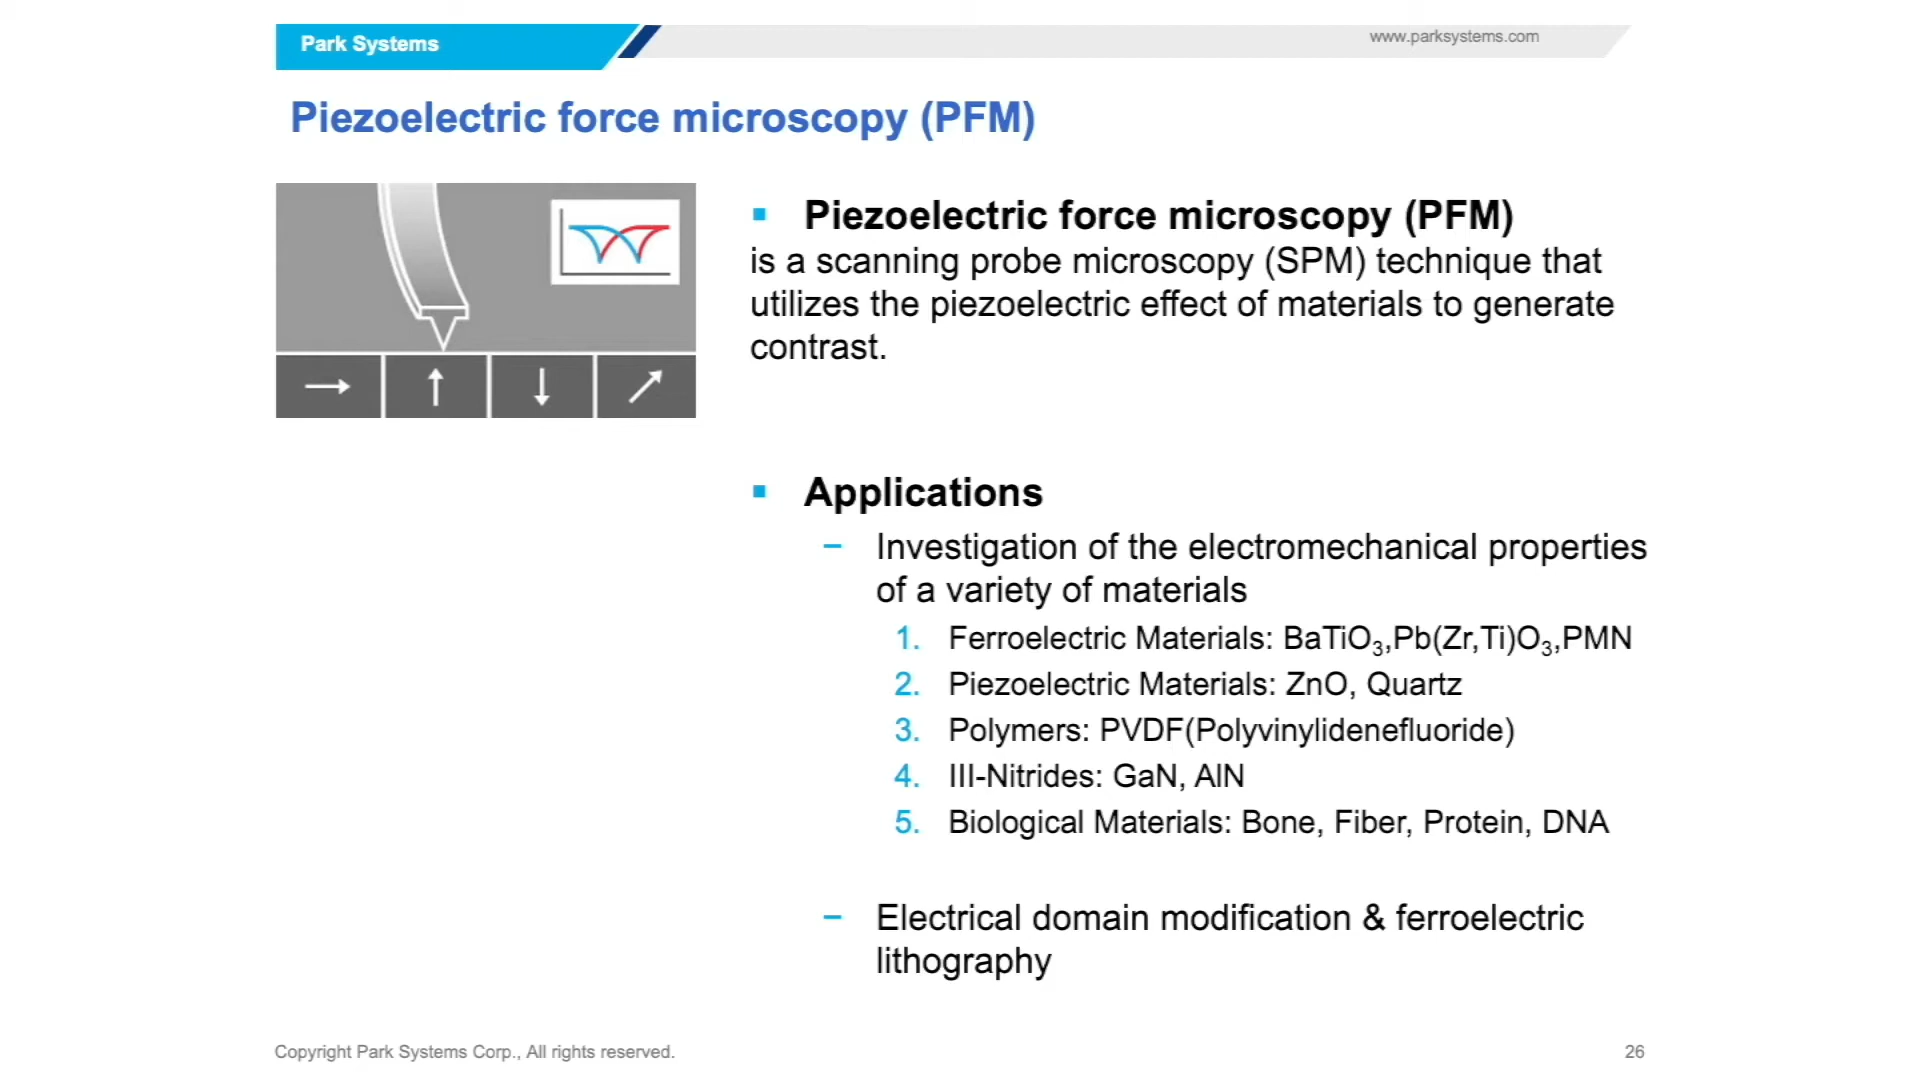 Park Systems
www.parksystems.com
Piezoelectric force microscopy (PFM)
▪ Piezoelectric force microscopy (PFM)
is a scanning probe microscopy (SPM) technique that
utilizes the piezoelectric effect of materials to generate
contrast.
▪ Applications
– Investigation of the electromechanical properties
of a variety of materials
1. Ferroelectric Materials: BaTiO₃,Pb(Zr,Ti)O₃,PMN
2. Piezoelectric Materials: ZnO, Quartz
3. Polymers: PVDF(Polyvinylidenefluoride)
4. III-Nitrides: GaN, AlN
5. Biological Materials: Bone, Fiber, Protein, DNA
– Electrical domain modification & ferroelectric
lithography
Copyright Park Systems Corp., All rights reserved.
26